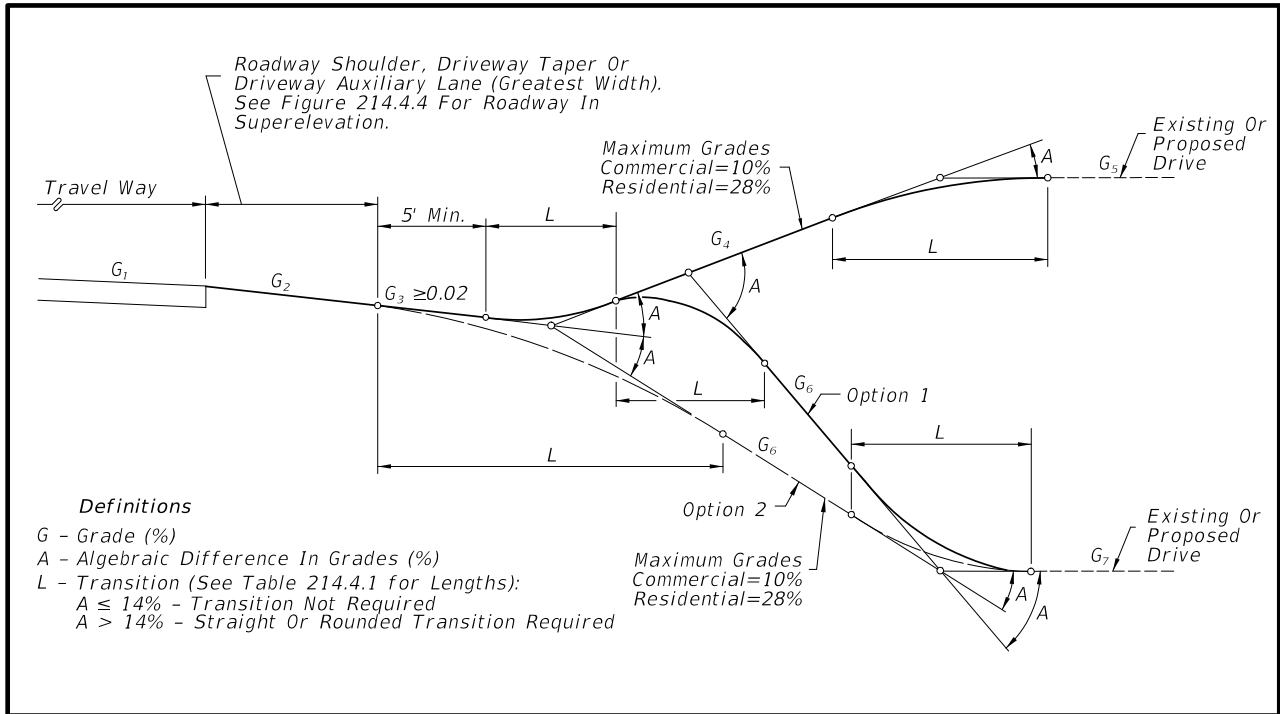 Roadway Shoulder, Driveway Taper Or
Driveway Auxiliary Lane (Greatest Width).
See Figure 214.4.4 For Roadway In
Superelevation.
Existing Or
Proposed
Drive
Maximum Grades
Commercial=10%
Residential=28%
A
G₅
Travel Way
5' Min.
L
G₄
L
G₁
G₂
G₃ ≥0.02
A
A
A
L
G₆
Option 1
L
L
G₆
Option 2
Definitions
G – Grade (%)
A – Algebraic Difference In Grades (%)
L – Transition (See Table 214.4.1 for Lengths):
A ≤ 14% – Transition Not Required
A > 14% – Straight Or Rounded Transition Required
Maximum Grades
Commercial=10%
Residential=28%
Existing Or
Proposed
Drive
G₇
A
A